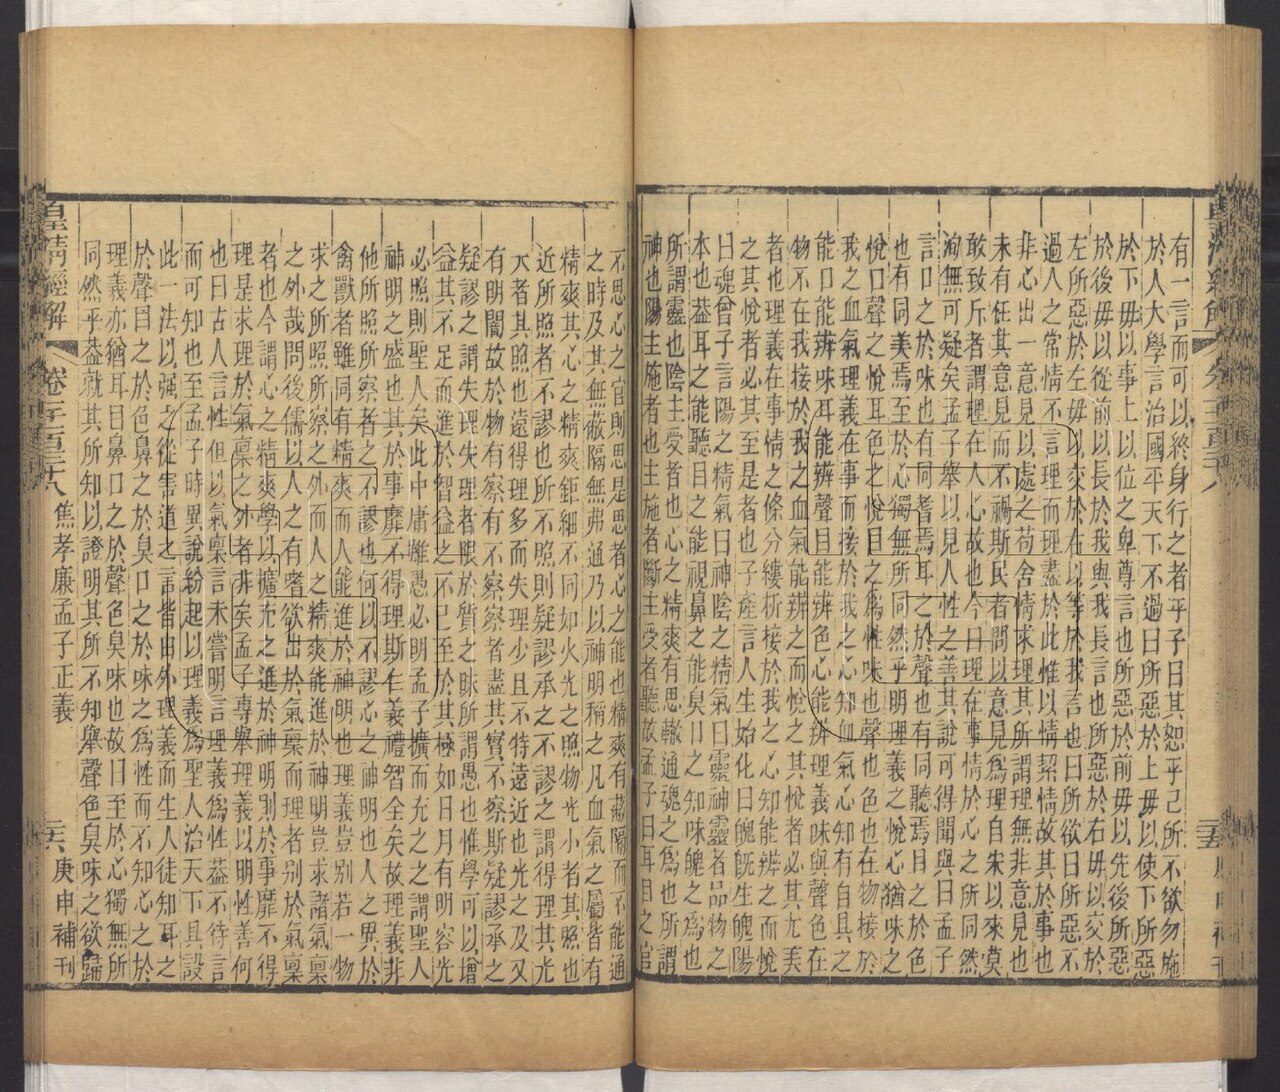 有一言而可以終身行之者乎子曰其恕乎己所不欲勿施
於人大學言治國平天下不過曰所惡於上毋以使下所惡
於下毋以事上以位之卑尊言也所惡於前毋以先後所惡
於後毋以從前以長於我與我長言也所惡於右毋以交於
左所惡於左毋以交於右以等於我言也曰所欲曰所惡不
過人之常情不言理而理盡於此惟以情絜情故其於事也
非心出一意見以處之苟舍情求理其所謂理無非意見也
未有任其意見而不禍斯民者問以意見為理自宋以來莫
敢致斥者謂理在人心故也今曰理在事情於心之所同然
洵無可疑矣孟子舉以見人性之善其說可得聞與曰孟子
言口之於味也有同耆焉耳之於聲也有同聽焉目之於色
也有同美焉至於心獨無所同然乎明理義之悅心猶味之
悅口聲之悅耳色之悅目之為性味也聲也色也在物接於
我之血氣理義在事而接於我之心知血氣心知有自具之
能口能辨味耳能辨聲目能辨色心能辨理義味與聲色在
物不在我接於我之血氣能辨之而悅之其悅者必其尤美
者也理義在事情之條分縷析接於我之心知能辨之而悅
之其悅者必其至是者也子產言人生始化曰魄既生魄陽
曰魂曾子言陽之精氣曰神陰之精氣曰靈神靈者品物之
本也蓋耳之能聽目之能視鼻之能臭口之知味魄之為也
所謂靈也陰主受者也心之精爽有思輒通魂之為也所謂
神也陽主施者也主施者斷主受者聽故孟子曰耳目之官
不思心之官則思是思者心之能也精爽有蔽隔而不能通
之時及其無蔽隔無弗通乃以神明稱之凡血氣之屬皆有
精爽其心之精爽鉅細不同如火光之照物光小者其照也
近所照者不謬也所不照則疑謬承之不謬之謂得理其光
大者其照也遠得理多而失理少且不特遠近也光之及又
有明闇故於物有察有不察察者盡其實不察斯疑謬承之
疑謬之謂失理失理者限於質之昧所謂愚也惟學可以增
益其不足而進於智益之不已至於其極如日月有明容光
必照則聖人矣此中庸雖愚必明孟子擴而充之之謂聖人
神明之盛也其於事靡不得理斯仁義禮智全矣故理義非
他所照所察者之不謬也何以不謬心之神明也人之異於
禽獸者雖同有精爽而人能進於神明也理義豈別若一物
求之所照所察之外而人之精爽能進於神明豈求諸氣稟
之外哉問後儒以人之有嗜欲出於氣稟而理者別於氣稟
者也今謂心之精爽學以擴充之進於神明則於事靡不得
理是求理於氣稟之外者非矣孟子專舉理義以明性善何
也曰古人言性但以氣稟言未嘗明言理義為性蓋不待言
而可知也至孟子時異說紛起以理義為聖人治天下具設
此一法以强之從害道之言皆由外理義而生人徒知耳之
於聲目之於色鼻之於臭口之於味之為性而不知心之於
理義亦猶耳目鼻口之於聲色臭味也故曰至於心獨無所
同然乎蓋就其所知以證明其所不知舉聲色臭味之欲歸
皇清經解 卷一千一百三十八 焦孝廉孟子正義 庚申補刊